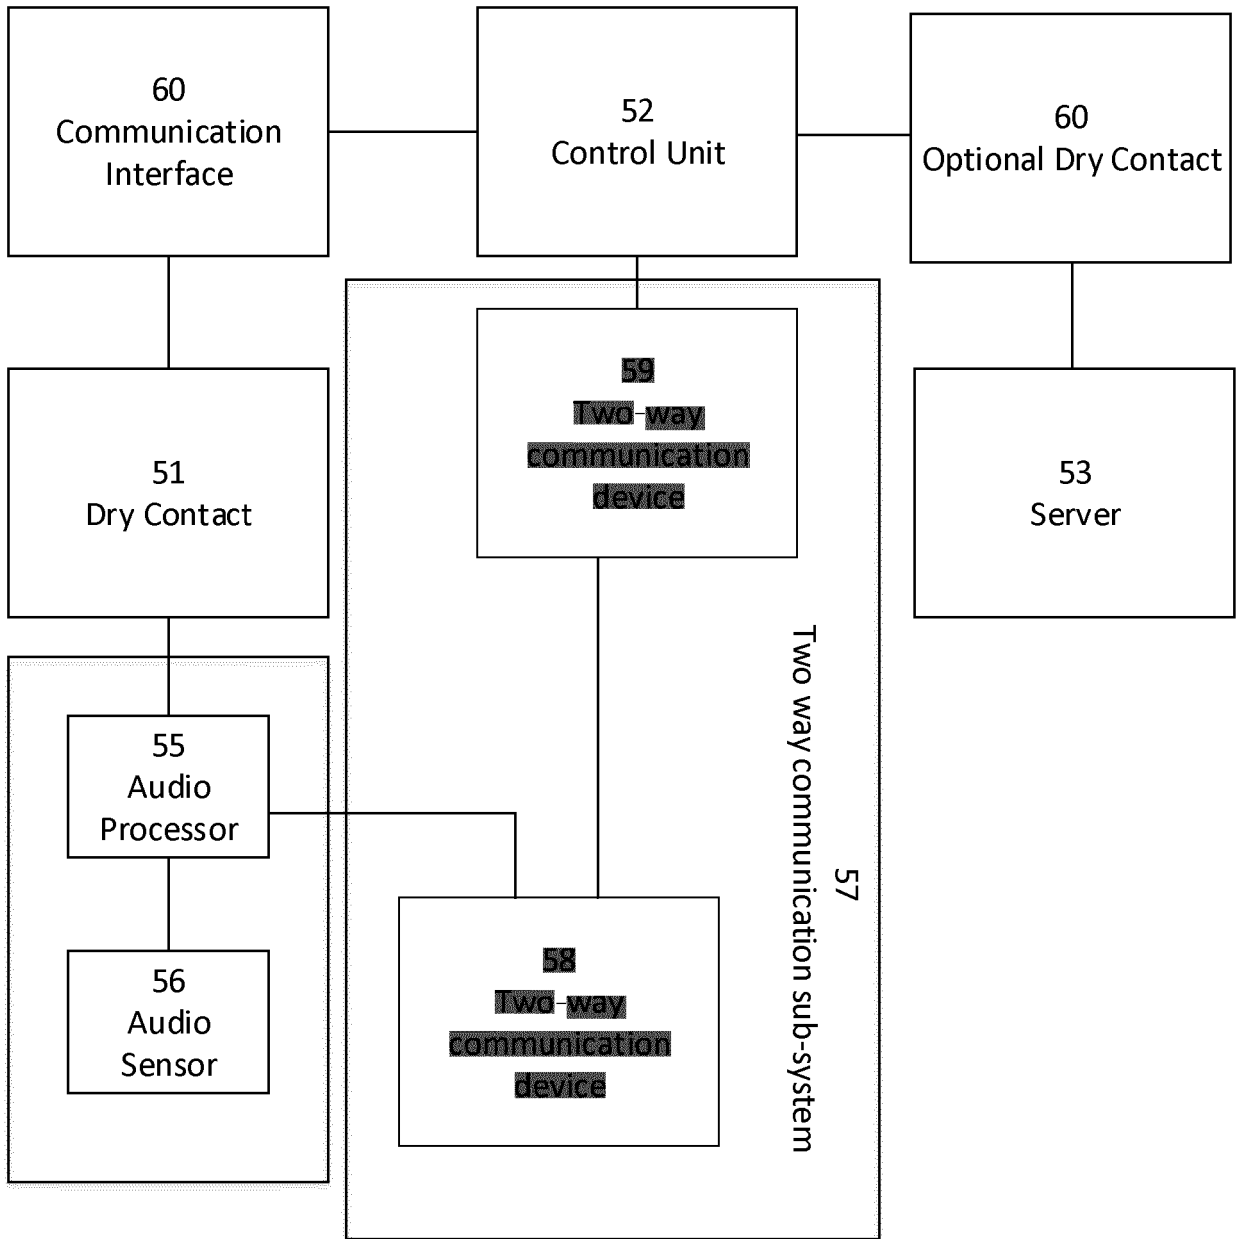 60
Communication
Interface
52
Control Unit
60
Optional Dry Contact
51
Dry Contact
59
Two-way
communication
device
53
Server
55
Audio
Processor
56
Audio
Sensor
58
Two-way
communication
device
57
Two way communication sub-system